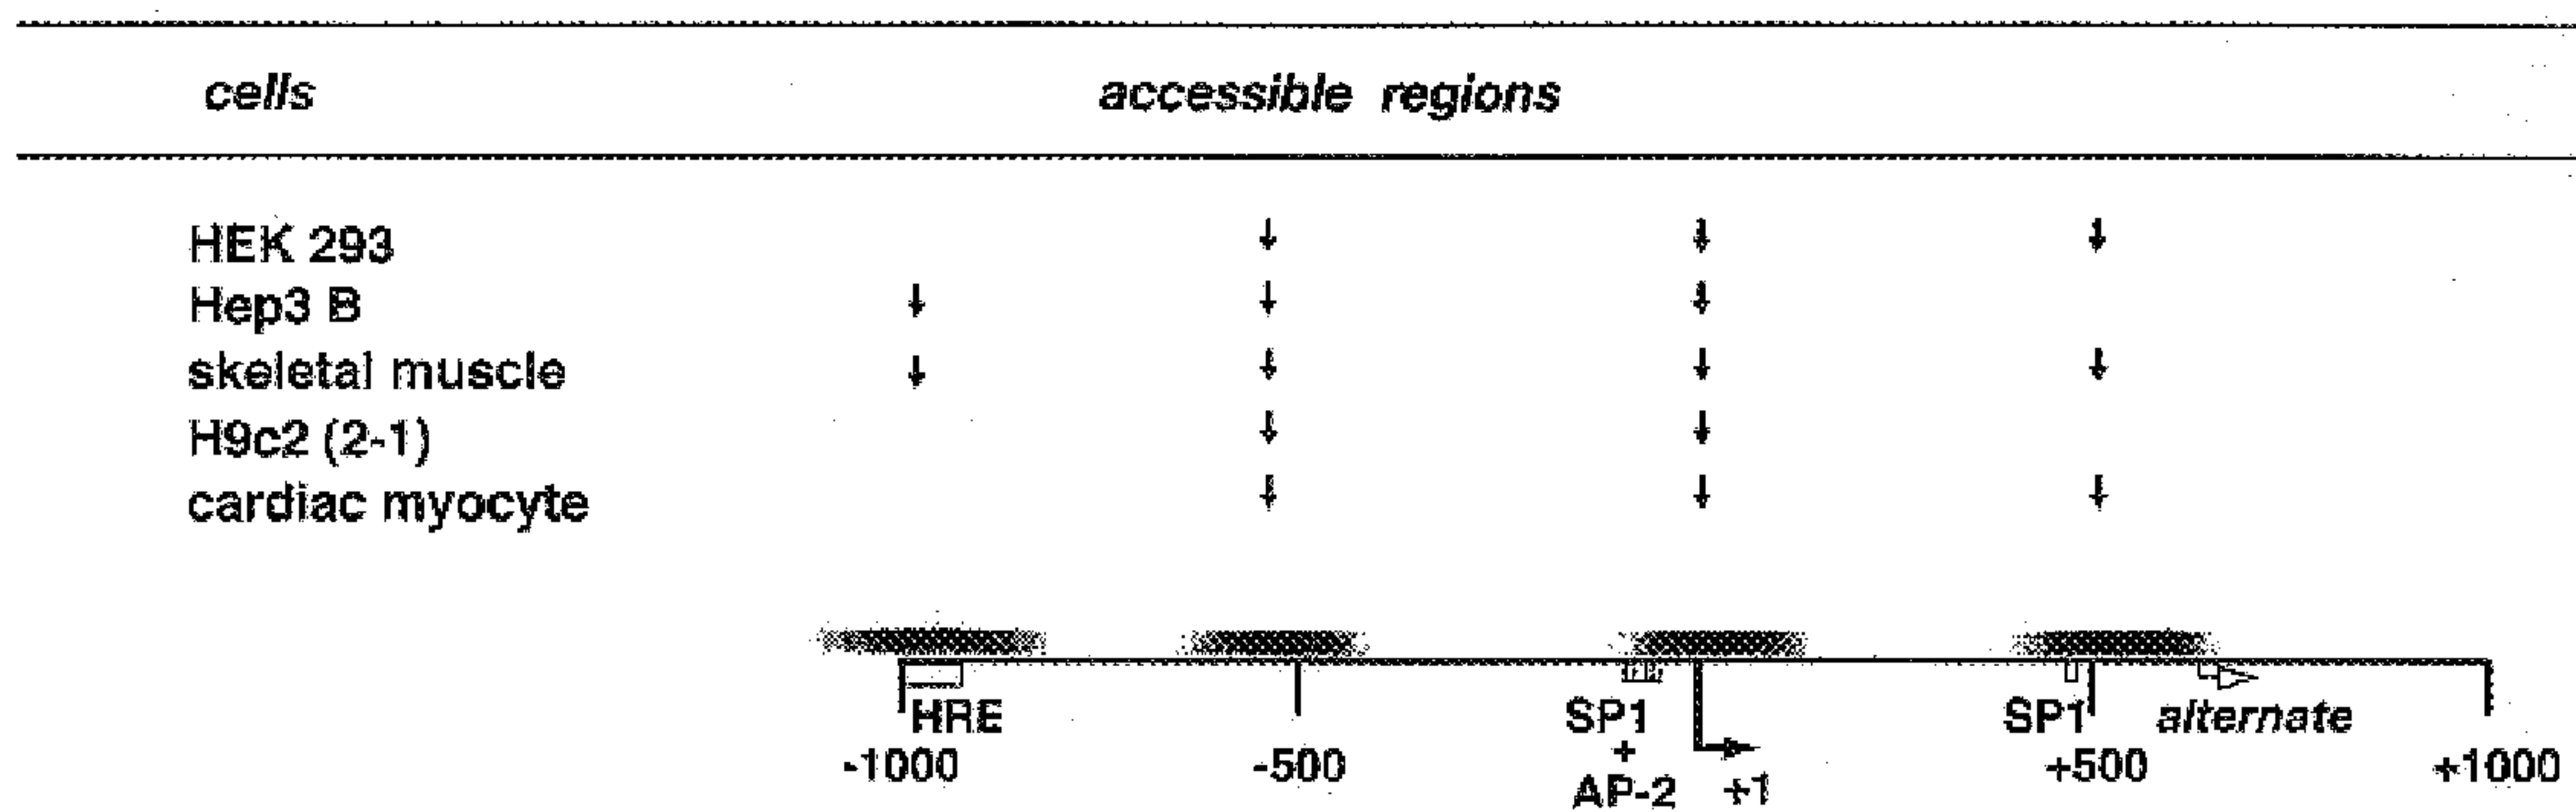 cells accessible regions
HEK 293
Hep3 B
skeletal muscle
H9c2 (2-1)
cardiac myocyte
HRE SP1 SP1 alternate
+
-1000 -500 +500 +1000
AP-2 +1